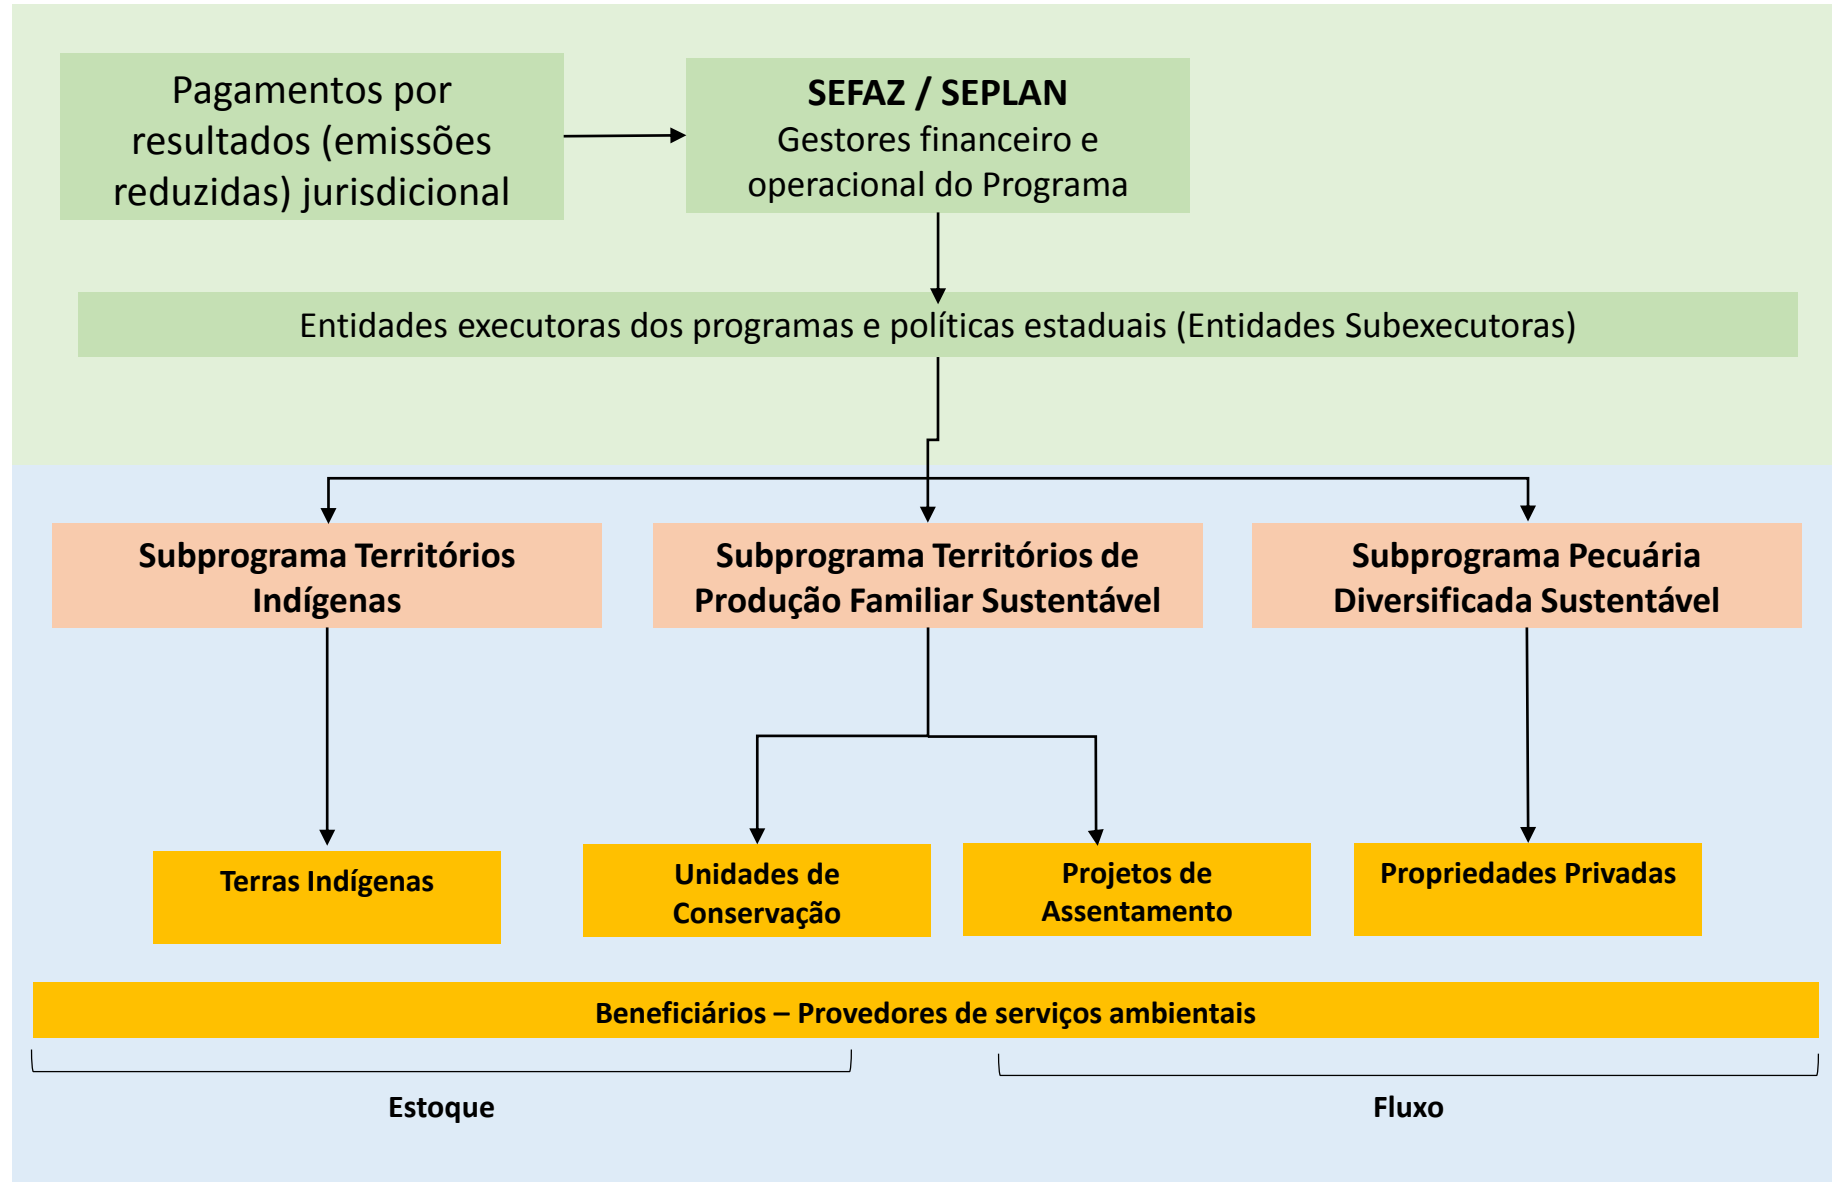 Pagamentos por
resultados (emissões
reduzidas) jurisdicional
SEFAZ / SEPLAN
Gestores financeiro e
operacional do Programa
Entidades executoras dos programas e políticas estaduais (Entidades Subexecutoras)
Subprograma Territórios
Indígenas
Subprograma Territórios de
Produção Familiar Sustentável
Subprograma Pecuária
Diversificada Sustentável
Terras Indígenas
Unidades de
Conservação
Projetos de
Assentamento
Propriedades Privadas
Beneficiários – Provedores de serviços ambientais
Estoque
Fluxo